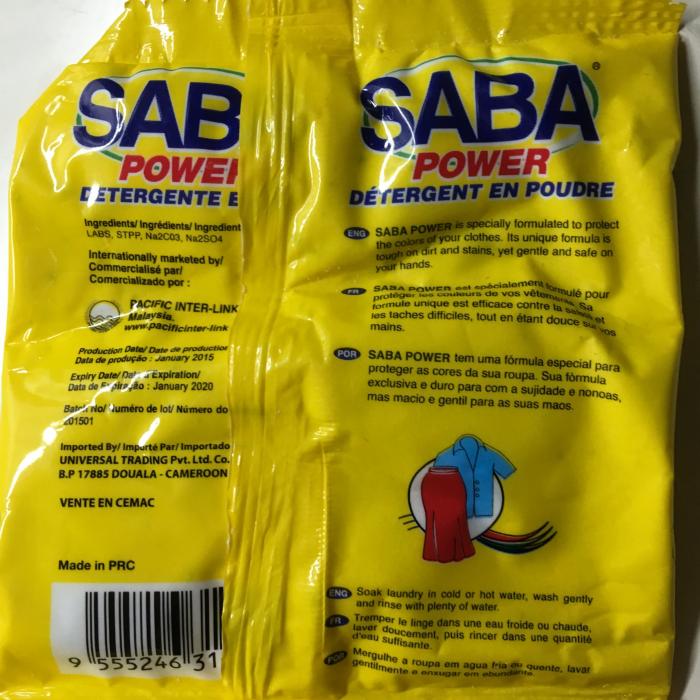 SAB
POWER
DETERGENTE E
Ingredients/ Ingrédients/ Ingredient
LABS, STPP, Na2C03, Na2SO4
Internationally marketed by/
Commercialisé par/
Comercializado por :
PACIFIC INTER-LINK
Malaysia.
www.pacificinter-link
Production Date/ Date de production
Data de produção : January 2015
Expiry Date/ Date d'Expiration/
Data de Expiração : January 2020
Batch No/ Numéro de lot/ Número do
201501
Imported By/ Importé Par/ Importado
UNIVERSAL TRADING Pvt. Ltd. Co.
B.P 17885 DOUALA - CAMEROON
VENTE EN CEMAC
Made in PRC
9 555246 31
SABA®
POWER
DÉTERGENT EN POUDRE
ENG SABA POWER is specially formulated to protect
the colors of your clothes. Its unique formula is
tough on dirt and stains, yet gentle and safe on
your hands.
FR SABA POWER est spécialement formulé pour
protéger les couleurs de vos vêtements. Sa
formule unique est efficace contre la saleté et
les taches difficiles, tout en étant douce sur vos
mains.
POR SABA POWER tem uma fórmula especial para
proteger as cores da sua roupa. Sua fórmula
exclusiva e duro para com a sujidade e nonoas,
mas macio e gentil para as suas maos.
ENG Soak laundry in cold or hot water, wash gently
and rinse with plenty of water.
FR Tremper le linge dans une eau froide ou chaude,
laver doucement, puis rincer dans une quantité
d'eau suffisante.
POR Mergulhe a roupa em agua fria ou quente, lavar
gentilmente e enxugar em abundante.